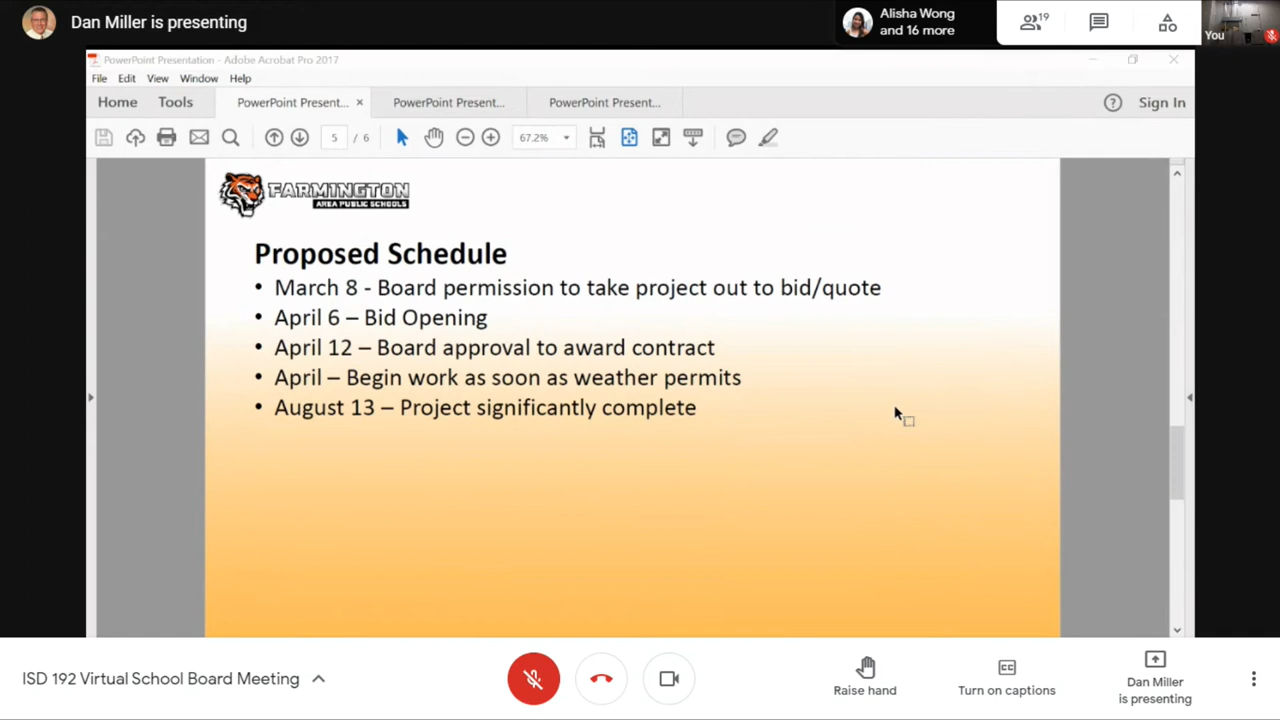 Dan Miller is presenting
Alisha Wong
and 16 more
19
You
PowerPoint Presentation - Adobe Acrobat Pro 2017
File Edit View Window Help
Home Tools PowerPoint Present... × PowerPoint Present... PowerPoint Present... ? Sign In
5 / 6 67.2%
FARMINGTON
AREA PUBLIC SCHOOLS
Proposed Schedule
• March 8 - Board permission to take project out to bid/quote
• April 6 – Bid Opening
• April 12 – Board approval to award contract
• April – Begin work as soon as weather permits
• August 13 – Project significantly complete
ISD 192 Virtual School Board Meeting
Raise hand
CC
Turn on captions
Dan Miller
is presenting